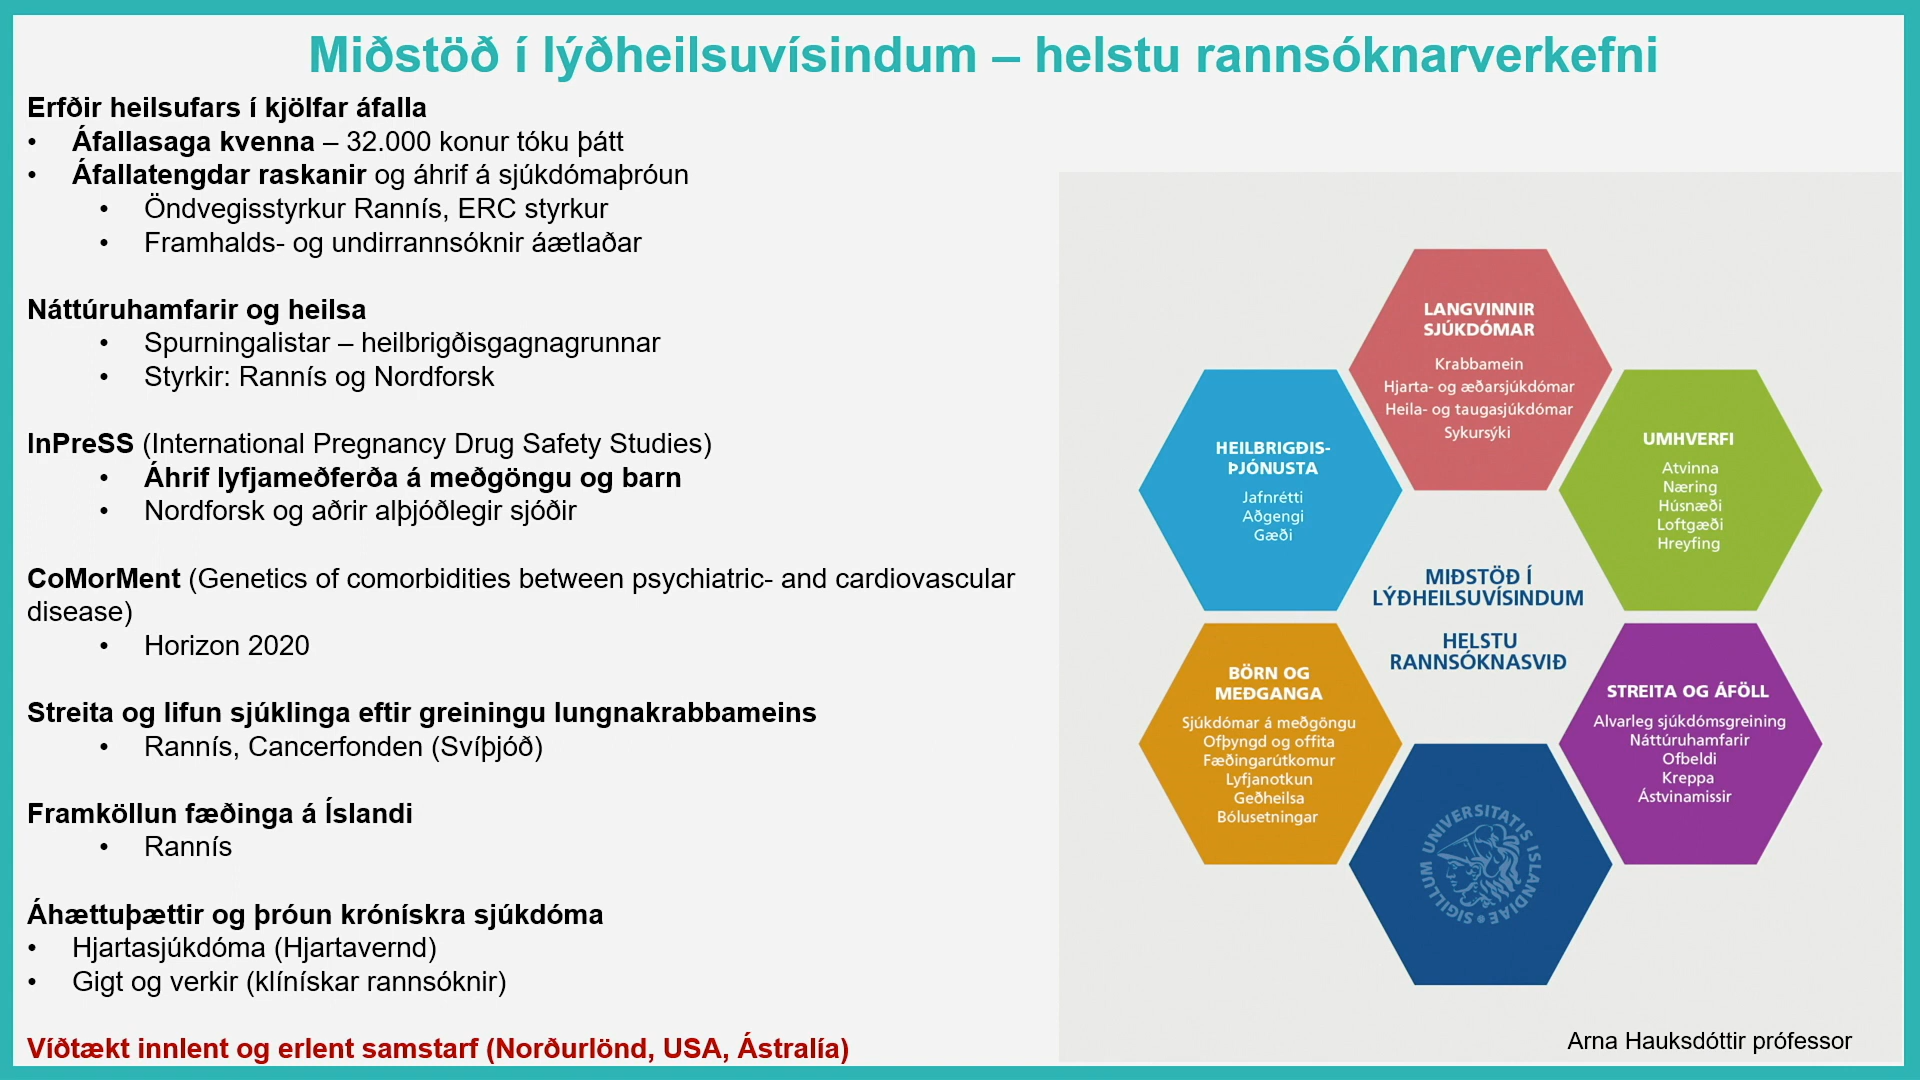 Miðstöð í lýðheilsuvísindum – helstu rannsóknarverkefni
Erfðir heilsufars í kjölfar áfalla
• Áfallasaga kvenna – 32.000 konur tóku þátt
• Áfallatengdar raskanir og áhrif á sjúkdómaþróun
• Öndvegisstyrkur Rannís, ERC styrkur
• Framhalds- og undirrannsóknir áætlaðar
Náttúruhamfarir og heilsa
• Spurningalistar – heilbrigðisgagnagrunnar
• Styrkir: Rannís og Nordforsk
InPreSS (International Pregnancy Drug Safety Studies)
• Áhrif lyfjameðferða á meðgöngu og barn
• Nordforsk og aðrir alþjóðlegir sjóðir
CoMorMent (Genetics of comorbidities between psychiatric- and cardiovascular
disease)
• Horizon 2020
Streita og lifun sjúklinga eftir greiningu lungnakrabbameins
• Rannís, Cancerfonden (Svíþjóð)
Framköllun fæðinga á Íslandi
• Rannís
Áhættuþættir og þróun krónískra sjúkdóma
• Hjartasjúkdóma (Hjartavernd)
• Gigt og verkir (klínískar rannsóknir)
Víðtækt innlent og erlent samstarf (Norðurlönd, USA, Ástralía)
LANGVINNIR
SJÚKDÓMAR
Krabbamein
Hjarta- og æðarsjúkdómar
Heila- og taugasjúkdómar
Sykursýki
HEILBRIGÐIS-
ÞJÓNUSTA
Jafnrétti
Aðgengi
Gæði
UMHVERFI
Atvinna
Næring
Húsnæði
Loftgæði
Hreyfing
MIÐSTÖÐ Í
LÝÐHEILSUVÍSINDUM
HELSTU
RANNSÓKNASVIÐ
BÖRN OG
MEÐGANGA
Sjúkdómar á meðgöngu
Ofþyngd og offita
Fæðingarútkomur
Lyfjanotkun
Geðheilsa
Bólusetningar
STREITA OG ÁFÖLL
Alvarleg sjúkdómsgreining
Náttúruhamfarir
Ofbeldi
Kreppa
Ástvinamissir
SIGILLUM UNIVERSITATIS ISLANDIAE
Arna Hauksdóttir prófessor